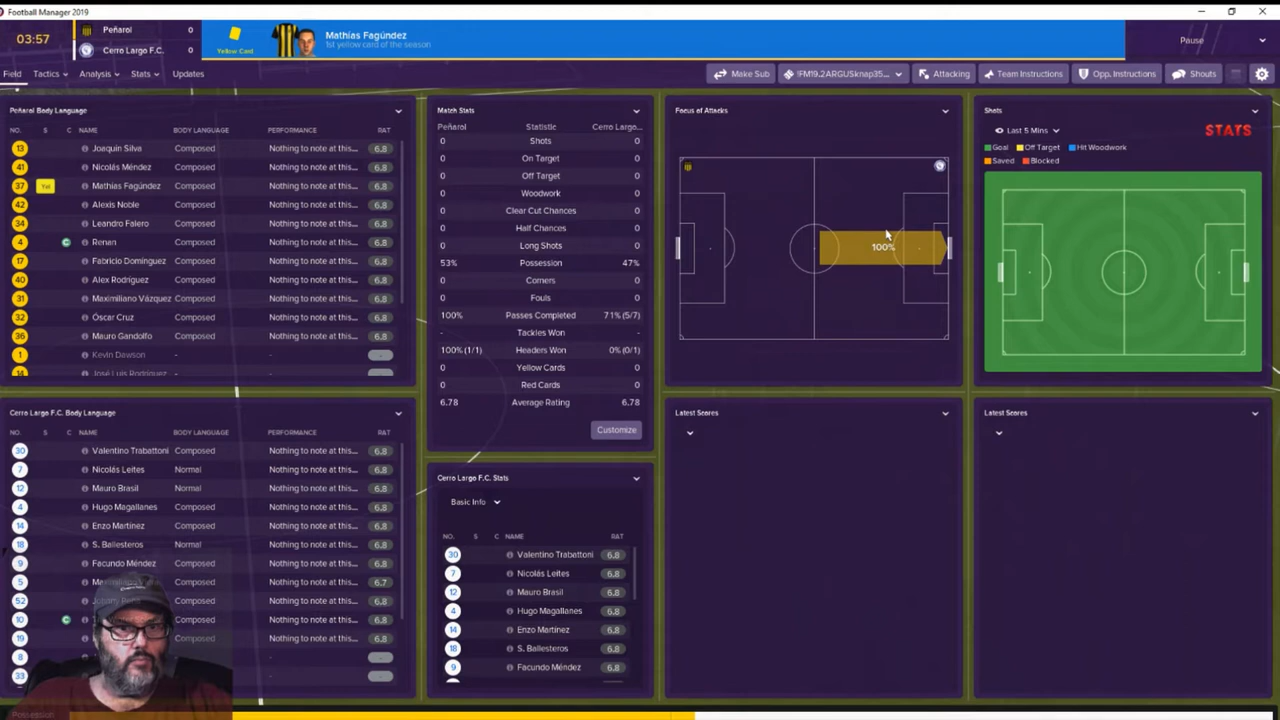 Football Manager 2019
03:57
Peñarol 0
Cerro Largo F.C. 0
Yellow Card
Mathías Fagúndez
1st yellow card of the season
Pause
Field Tactics Analysis Stats Updates
Make Sub !FM19.2ARGUSknap35... Attacking Team Instructions Opp. Instructions Shouts
Peñarol Body Language
NO. S C NAME BODY LANGUAGE PERFORMANCE RAT
13 Joaquín Silva Composed Nothing to note at this... 6.8
41 Nicolás Méndez Composed Nothing to note at this... 6.8
37 Yel Mathías Fagúndez Composed Nothing to note at this... 6.8
42 Alexis Noble Composed Nothing to note at this... 6.8
34 Leandro Falero Composed Nothing to note at this... 6.8
4 C Renan Composed Nothing to note at this... 6.8
17 Fabricio Domínguez Composed Nothing to note at this... 6.8
40 Alex Rodríguez Composed Nothing to note at this... 6.8
31 Maximiliano Vázquez Composed Nothing to note at this... 6.8
32 Óscar Cruz Composed Nothing to note at this... 6.8
36 Mauro Gandolfo Composed Nothing to note at this... 6.8
1 Kevin Dawson - - -
14 José Luis Rodríguez - - -
Match Stats
Peñarol Statistic Cerro Largo...
0 Shots 0
0 On Target 0
0 Off Target 0
0 Woodwork 0
0 Clear Cut Chances 0
0 Half Chances 0
0 Long Shots 0
53% Possession 47%
0 Corners 0
0 Fouls 0
100% Passes Completed 71% (5/7)
- Tackles Won -
100% (1/1) Headers Won 0% (0/1)
0 Yellow Cards 0
0 Red Cards 0
6.78 Average Rating 6.78
Customize
Focus of Attacks
100%
Shots
Last 5 Mins
STATS
Goal Off Target Hit Woodwork
Saved Blocked
Cerro Largo F.C. Body Language
NO. S C NAME BODY LANGUAGE PERFORMANCE RAT
30 Valentino Trabattoni Composed Nothing to note at this... 6.8
7 Nicolás Leites Normal Nothing to note at this... 6.8
12 Mauro Brasil Normal Nothing to note at this... 6.8
4 Hugo Magallanes Composed Nothing to note at this... 6.8
14 Enzo Martínez Composed Nothing to note at this... 6.8
18 S. Ballesteros Normal Nothing to note at this... 6.8
9 Facundo Méndez Composed Nothing to note at this... 6.8
5 Composed Nothing to note at this... 6.7
52 Composed Nothing to note at this... 6.8
10 C Composed Nothing to note at this... 6.8
19 Composed Nothing to note at this... 6.8
8 - -
33 - -
Cerro Largo F.C. Stats
Basic Info
NO. S C NAME RAT
30 Valentino Trabattoni 6.8
7 Nicolás Leites 6.8
12 Mauro Brasil 6.8
4 Hugo Magallanes 6.8
14 Enzo Martínez 6.8
18 S. Ballesteros 6.8
9 Facundo Méndez 6.8
Latest Scores
Latest Scores
Possession